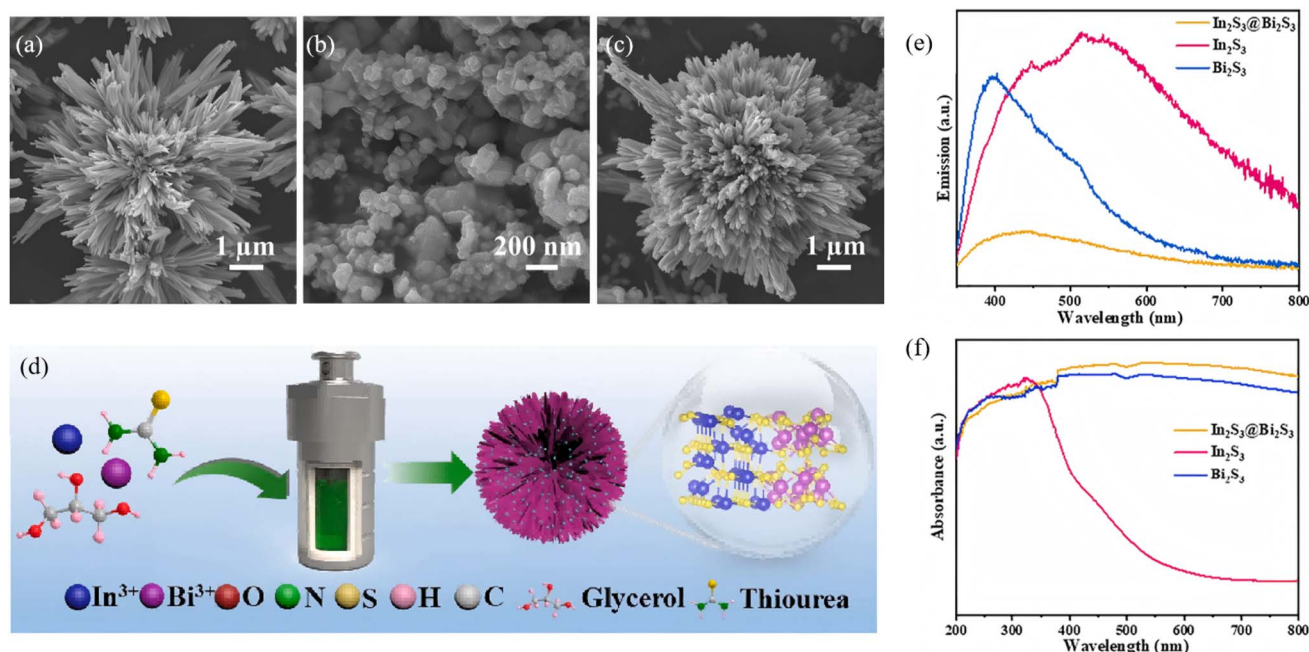 (a)
1 μm
(b)
200 nm
(c)
1 μm
(d)
In³⁺ Bi³⁺ O N S H C Glycerol Thiourea
(e)
In₂S₃@Bi₂S₃
In₂S₃
Bi₂S₃
Emission (a.u.)
400 500 600 700 800
Wavelength (nm)
(f)
In₂S₃@Bi₂S₃
In₂S₃
Bi₂S₃
Absorbance (a.u.)
200 300 400 500 600 700 800
Wavelength (nm)